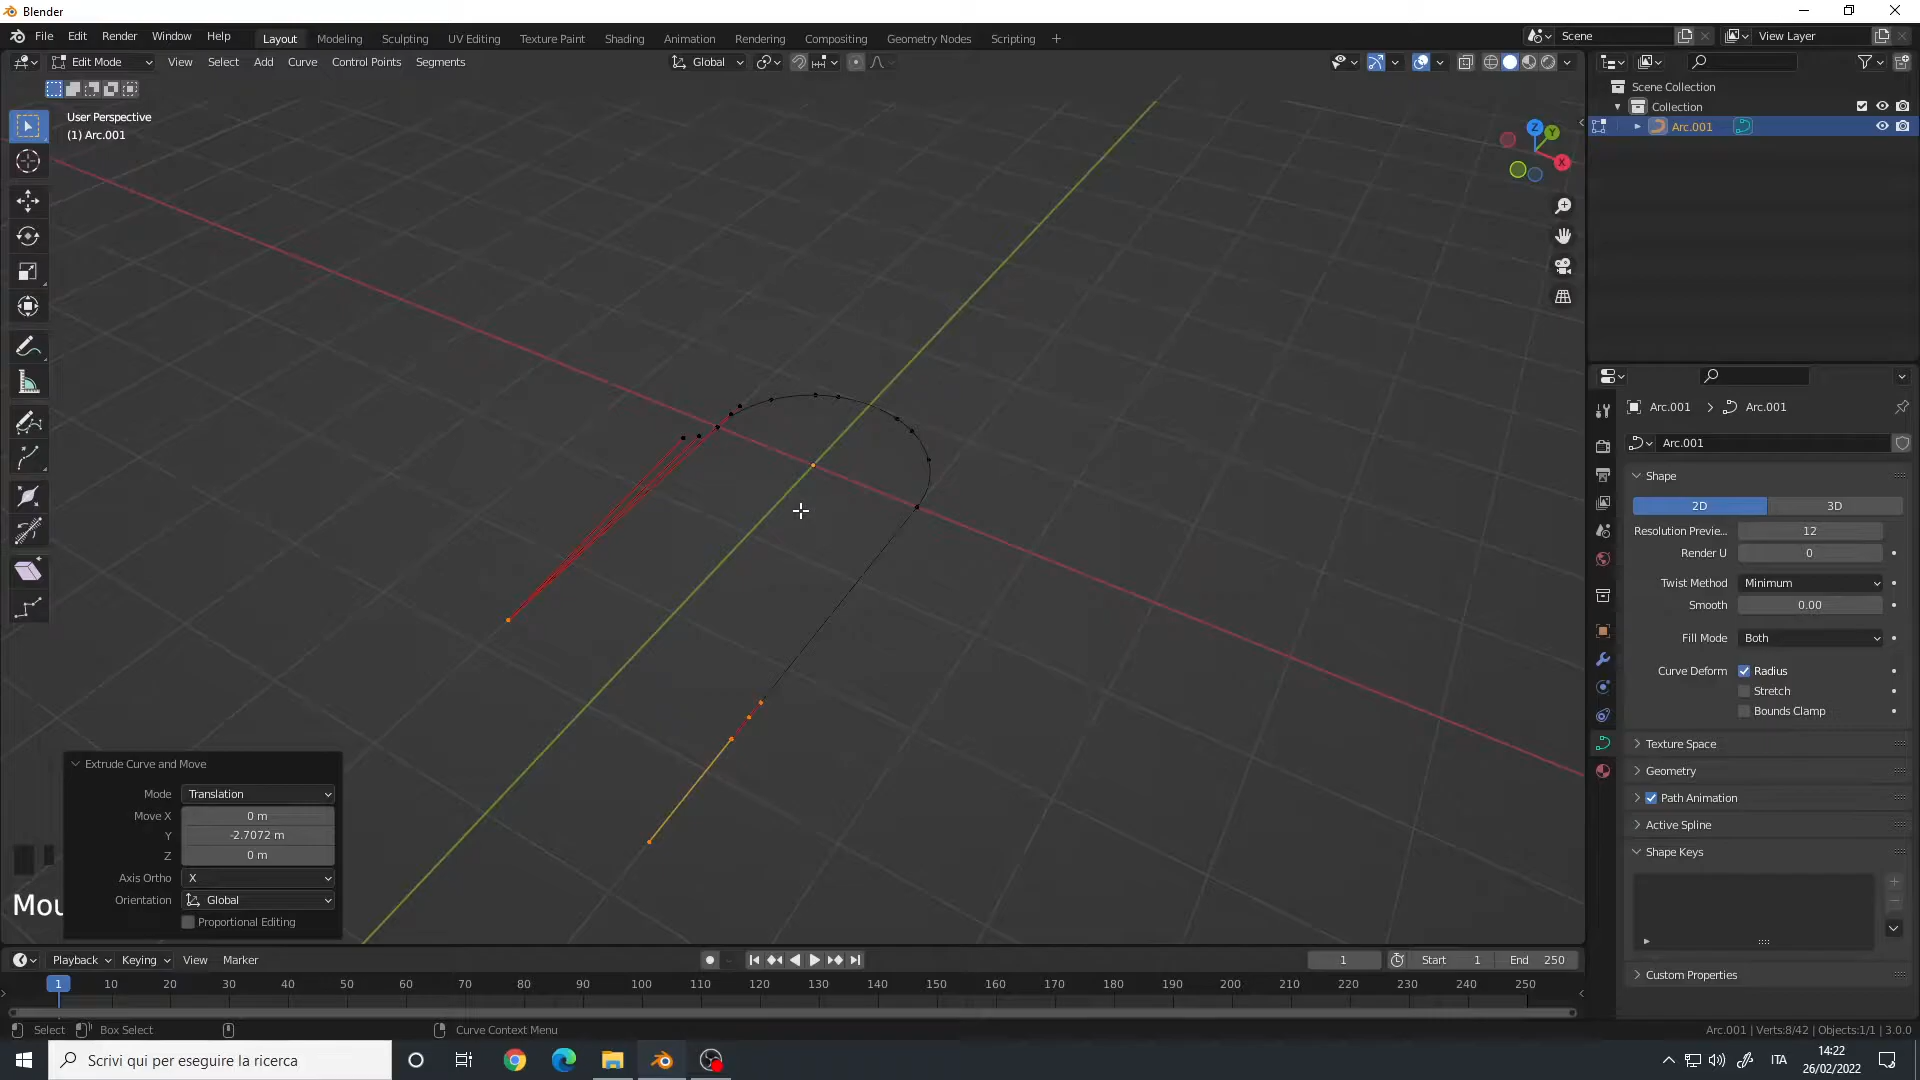 Blender
File Edit Render Window Help Layout Modeling Sculpting UV Editing Texture Paint Shading Animation Rendering Compositing Geometry Nodes Scripting + Scene View Layer
Edit Mode View Select Add Curve Control Points Segments Global
User Perspective
(1) Arc.001
Z Y X
Scene Collection
Collection
Arc.001
Arc.001 > Arc.001
Arc.001
Shape
2D 3D
Resolution Previe... 12
Render U 0
Twist Method Minimum
Smooth 0.00
Fill Mode Both
Curve Deform Radius
Stretch
Bounds Clamp
Texture Space
Geometry
Path Animation
Active Spline
Shape Keys
Custom Properties
Extrude Curve and Move
Mode Translation
Move X 0 m
Y -2.7072 m
Z 0 m
Axis Ortho X
Orientation Global
Proportional Editing
Mou
Playback Keying View Marker 1 Start 1 End 250
1 10 20 30 40 50 60 70 80 90 100 110 120 130 140 150 160 170 180 190 200 210 220 230 240 250
Select Box Select Curve Context Menu Arc.001 | Verts:8/42 | Objects:1/1 | 3.0.0
Scrivi qui per eseguire la ricerca ITA 14:22
26/02/2022